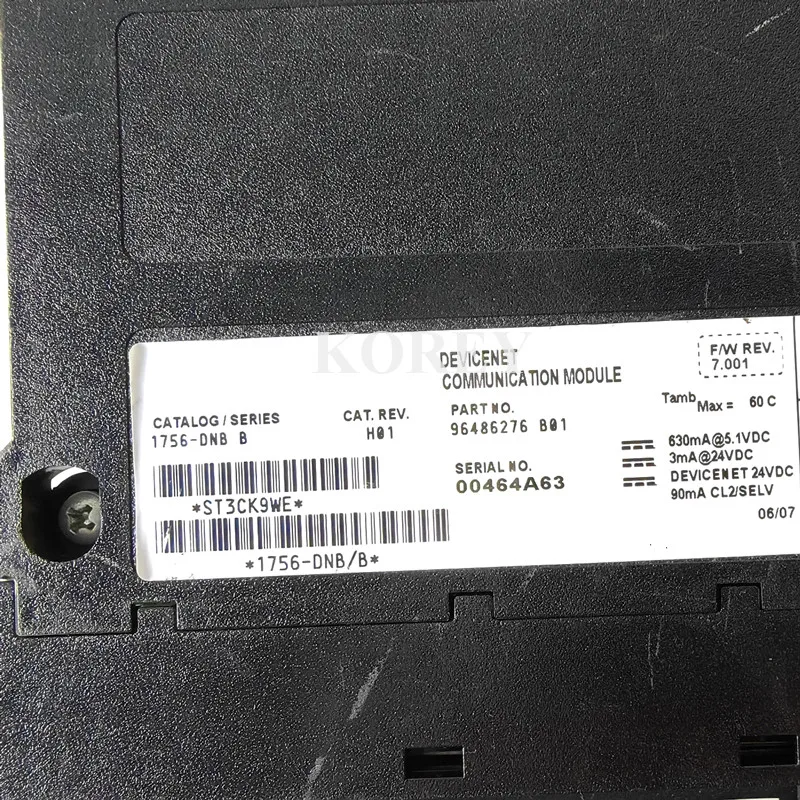 KOREY
DEVICENET
COMMUNICATION MODULE
F/W REV.
7.001
CATALOG / SERIES
1756-DNB B
CAT. REV.
H01
PART NO.
96486276 B01
Tamb Max = 60 C
SERIAL NO.
00464A63
630mA@5.1VDC
3mA@24VDC
DEVICENET 24VDC
90mA CL2/SELV
06/07
*ST3CK9WE*
*1756-DNB/B*